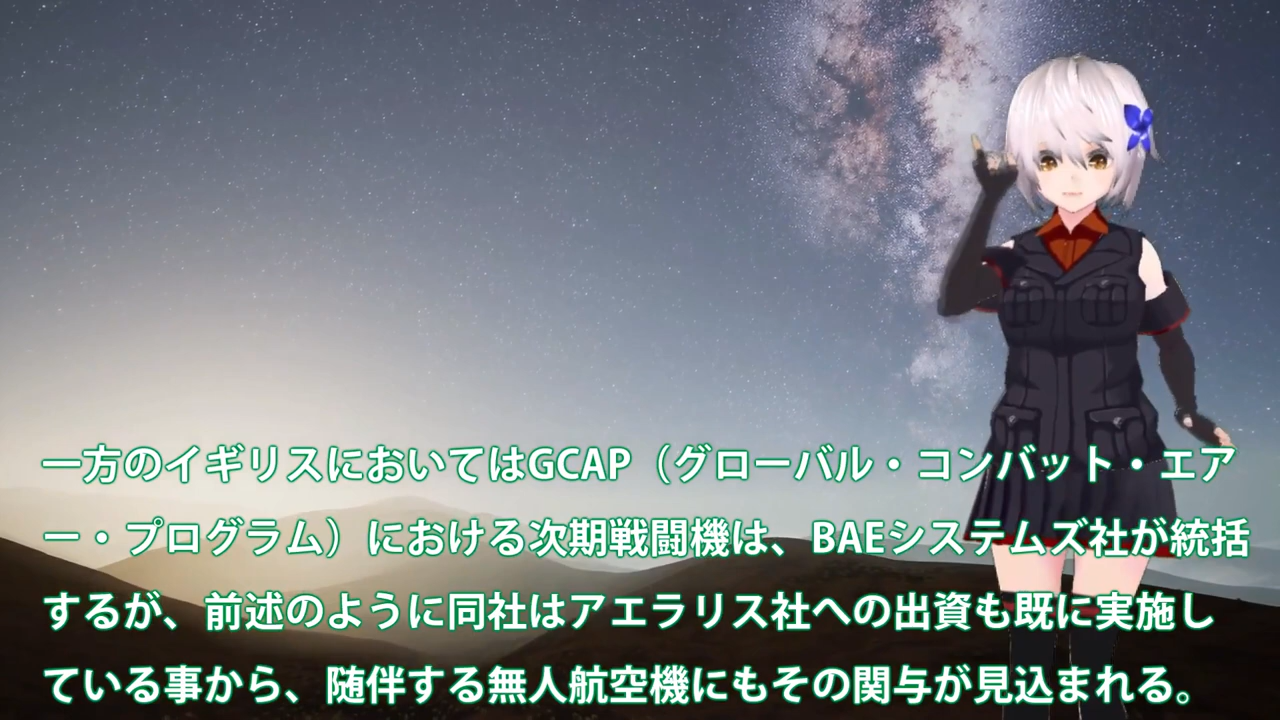 一方のイギリスにおいてはGCAP（グローバル・コンバット・エア
ー・プログラム）における次期戦闘機は、BAEシステムズ社が統括
するが、前述のように同社はアエラリス社への出資も既に実施し
ている事から、随伴する無人航空機にもその関与が見込まれる。